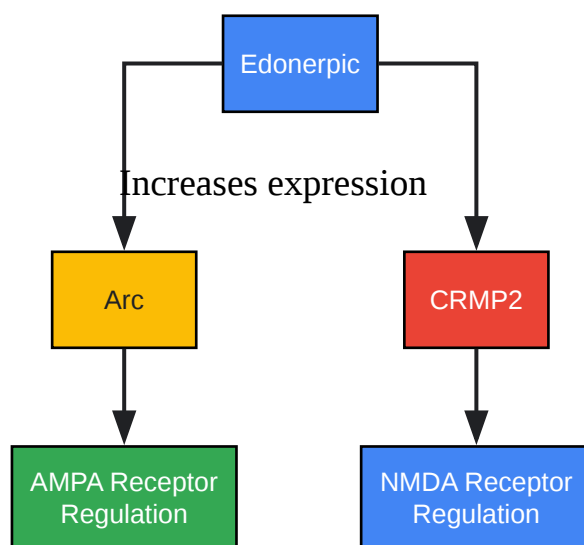 Edonerpic
Increases expression
Arc
CRMP2
AMPA Receptor
Regulation
NMDA Receptor
Regulation